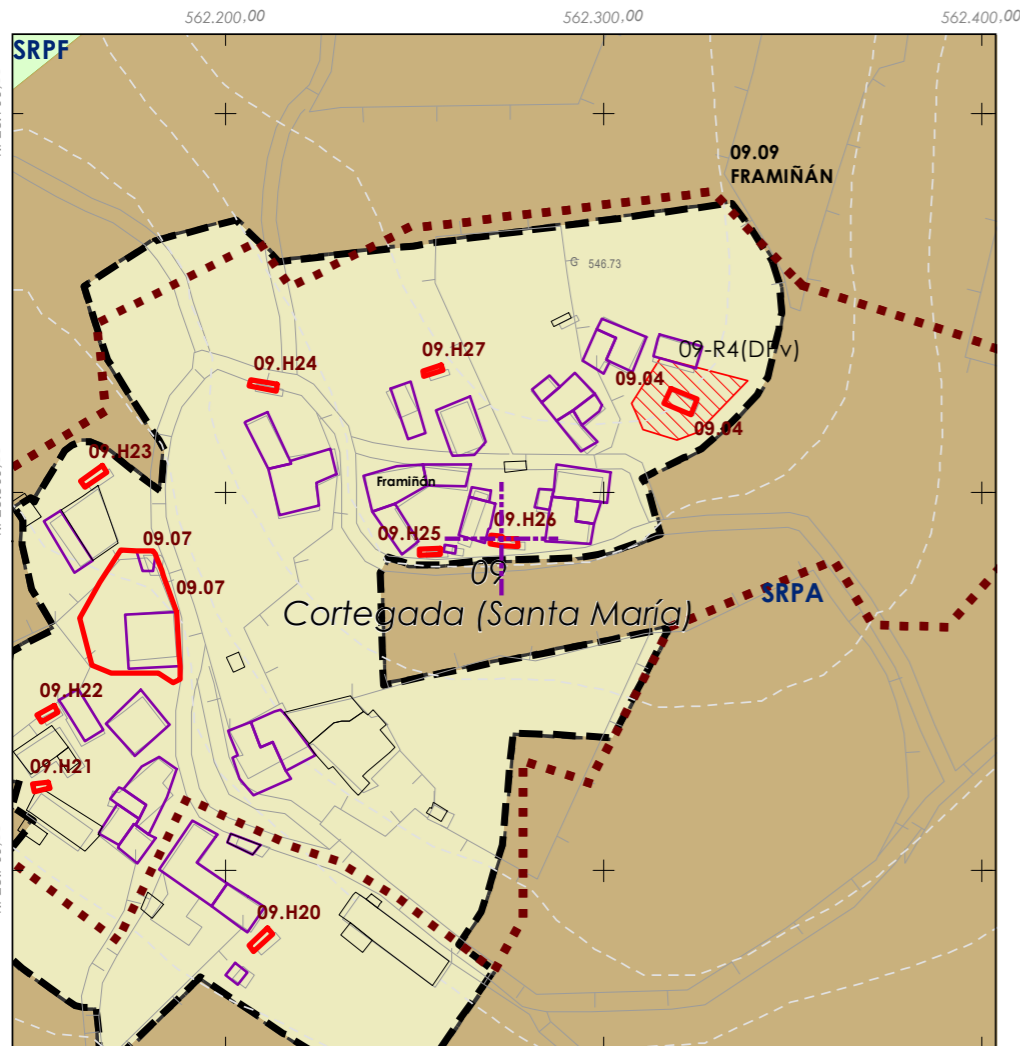 562.200,00
562.300,00
562.400,00
SRPF
09.09
FRAMIÑÁN
G 546.73
09-R4(DPv)
09.H24
09.H27
09.04
09.04
09.H23
Framiñán
09.H26
09.H25
09.07
09
09.07
SRPA
Cortegada (Santa María)
09.H22
09.H21
09.H20